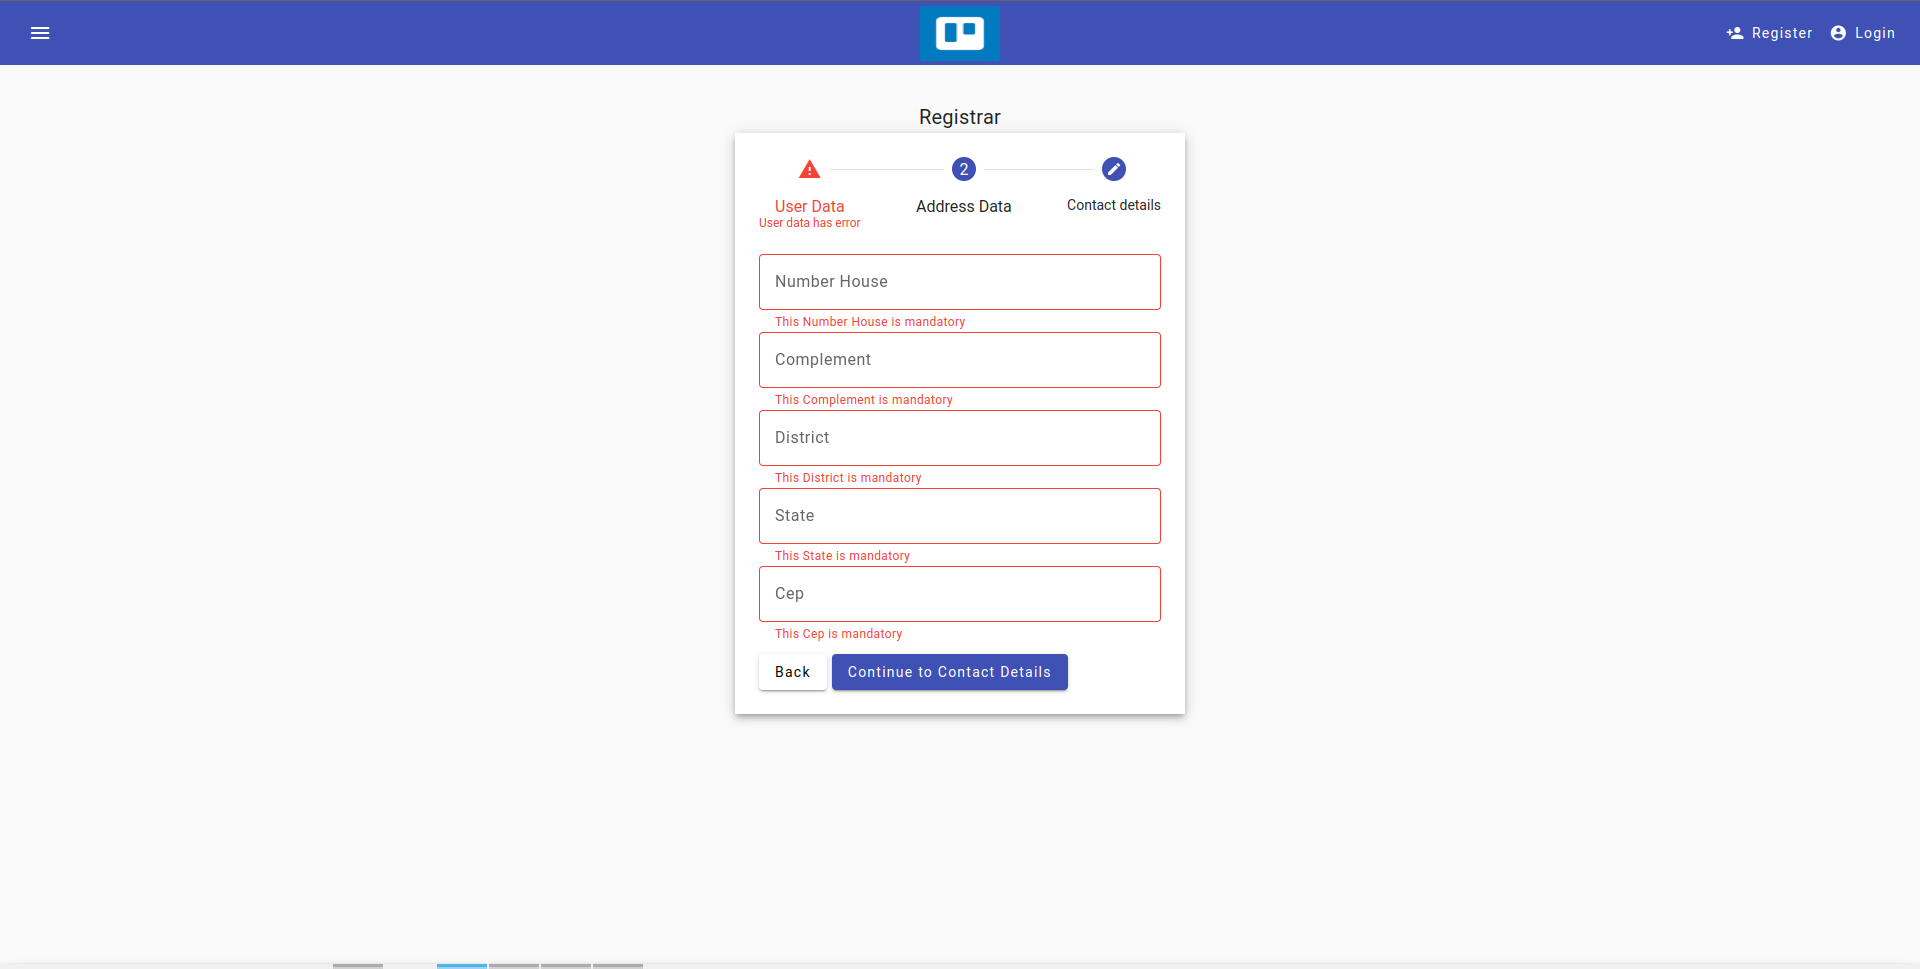 Register
Login
Registrar
2
User Data
User data has error
Address Data
Contact details
Number House
This Number House is mandatory
Complement
This Complement is mandatory
District
This District is mandatory
State
This State is mandatory
Cep
This Cep is mandatory
Back
Continue to Contact Details